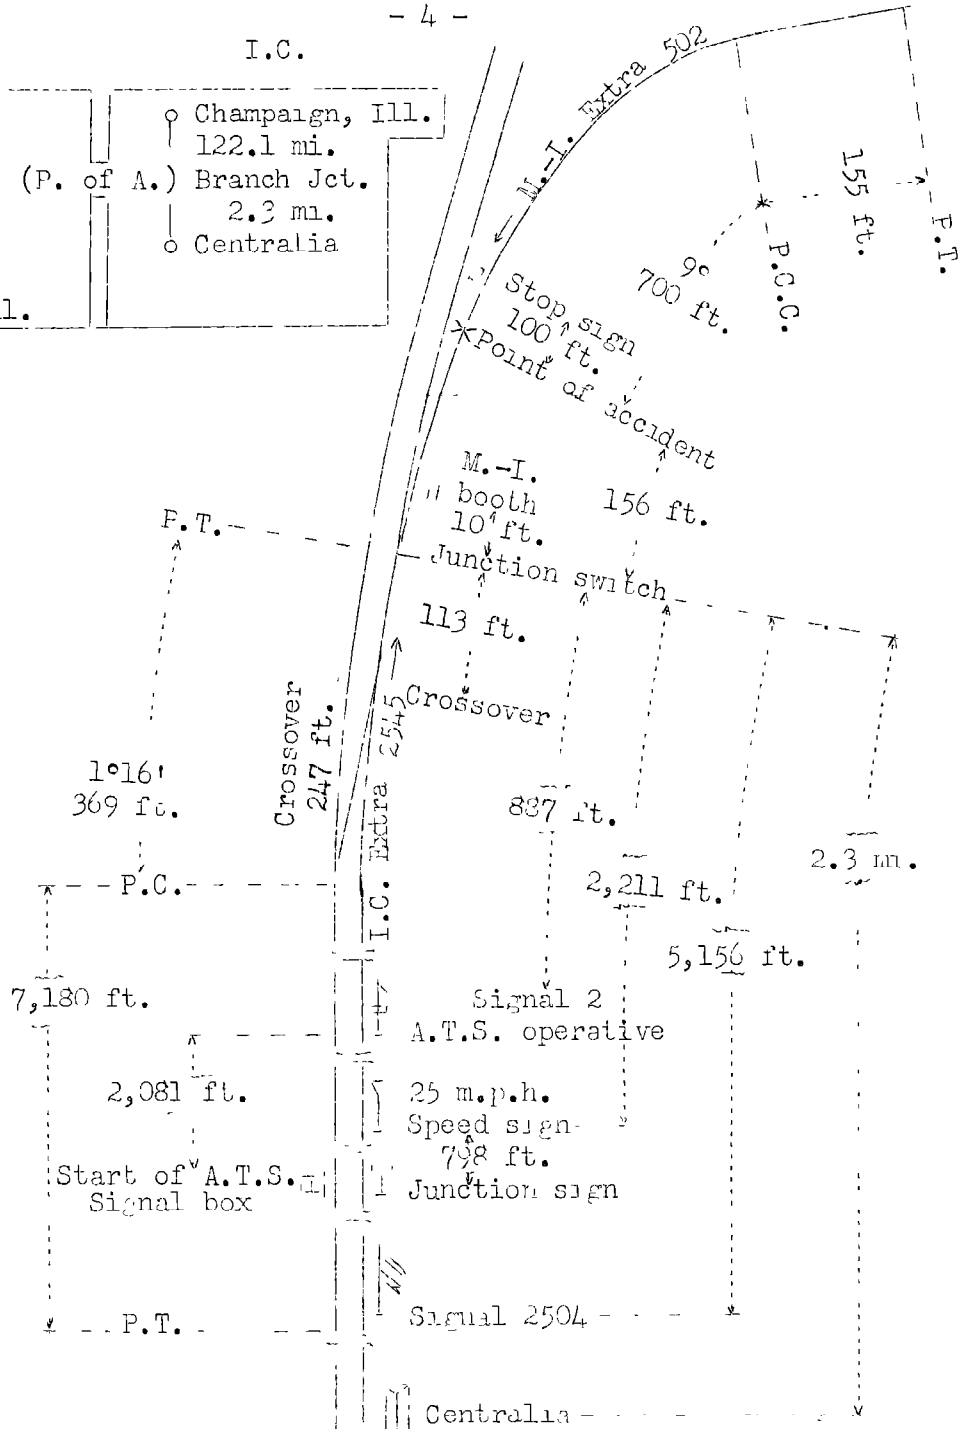 - 4 -
I.C.
Champaign, Ill.
122.1 mi.
(P. of A.) Branch Jct.
2.3 mi.
Centralia
M.-I. Extra 502
155 ft.
P.T.
P.C.C.
9°
700 ft.
Stop sign
100 ft.
Point of accident
M.-I.
booth
10 ft.
156 ft.
P.T.
Junction switch
113 ft.
Crossover
Crossover
247 ft.
I.C. Extra 2545
1°16'
369 ft.
837 ft.
2,211 ft.
5,156 ft.
2.3 m.
P.C.
7,180 ft.
Signal 2
A.T.S. operative
2,081 ft.
25 m.p.h.
Speed sign
798 ft.
Start of A.T.S.
Signal box
Junction sign
P.T.
Signal 2504
Centralia